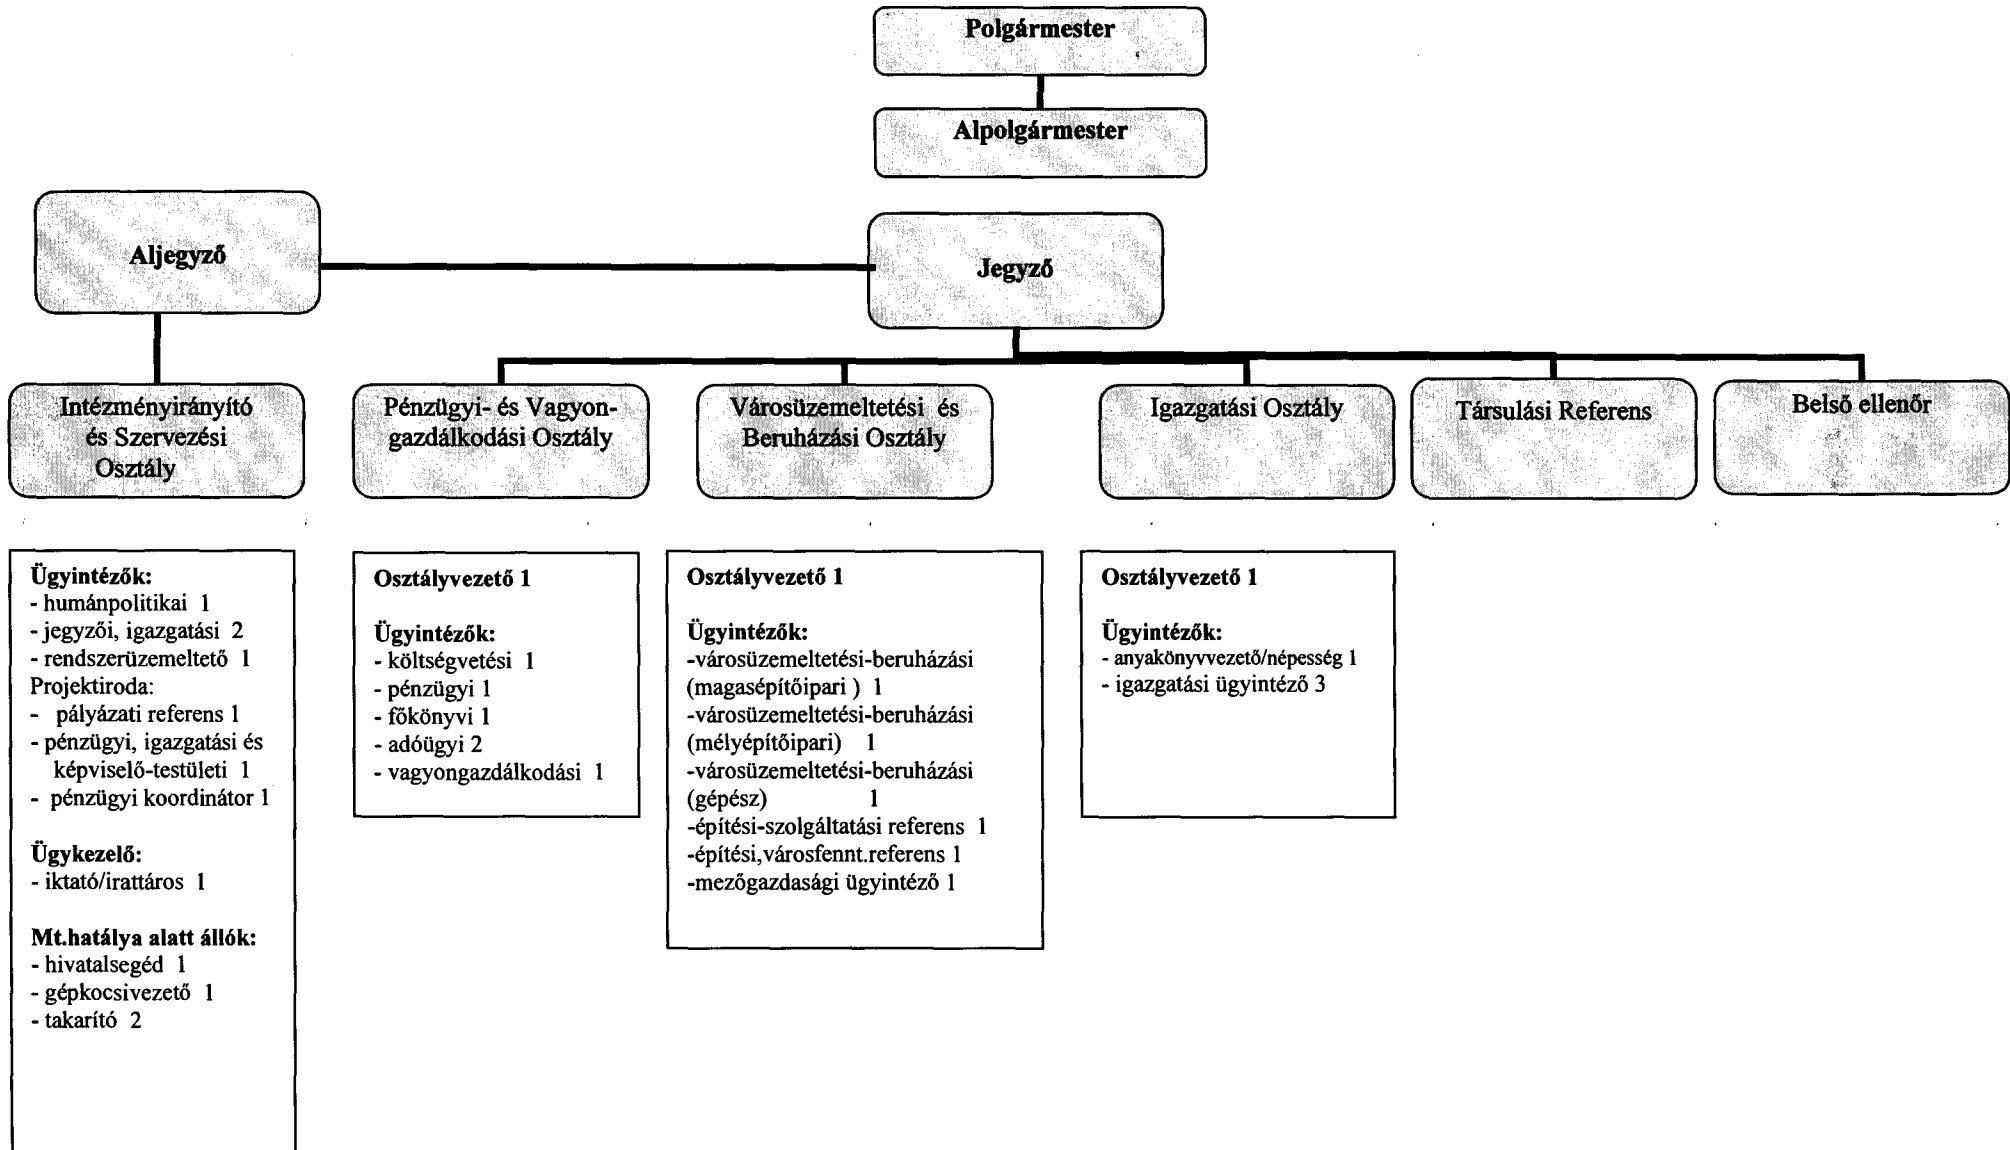 Polgármester
Alpolgármester
Aljegyző
Jegyző
Intézményirányító
és Szervezési
Osztály
Pénzügyi- és Vagyon-
gazdálkodási Osztály
Városüzemeltetési és
Beruházási Osztály
Igazgatási Osztály
Társulási Referens
Belső ellenőr
Ügyintézők:
- humánpolitikai 1
- jegyzői, igazgatási 2
- rendszerüzemeltető 1
Projektiroda:
- pályázati referens 1
- pénzügyi, igazgatási és
képviselő-testületi 1
- pénzügyi koordinátor 1
Ügykezelő:
- iktató/irattáros 1
Mt.hatálya alatt állók:
- hivatalsegéd 1
- gépkocsivezető 1
- takarító 2
Osztályvezető 1
Ügyintézők:
- költségvetési 1
- pénzügyi 1
- főkönyvi 1
- adóügyi 2
- vagyongazdálkodási 1
Osztályvezető 1
Ügyintézők:
-városüzemeltetési-beruházási
(magasépítőipari ) 1
-városüzemeltetési-beruházási
(mélyépítőipari) 1
-városüzemeltetési-beruházási
(gépész) 1
-építési-szolgáltatási referens 1
-építési,városfennt.referens 1
-mezőgazdasági ügyintéző 1
Osztályvezető 1
Ügyintézők:
- anyakönyvvezető/népesség 1
- igazgatási ügyintéző 3